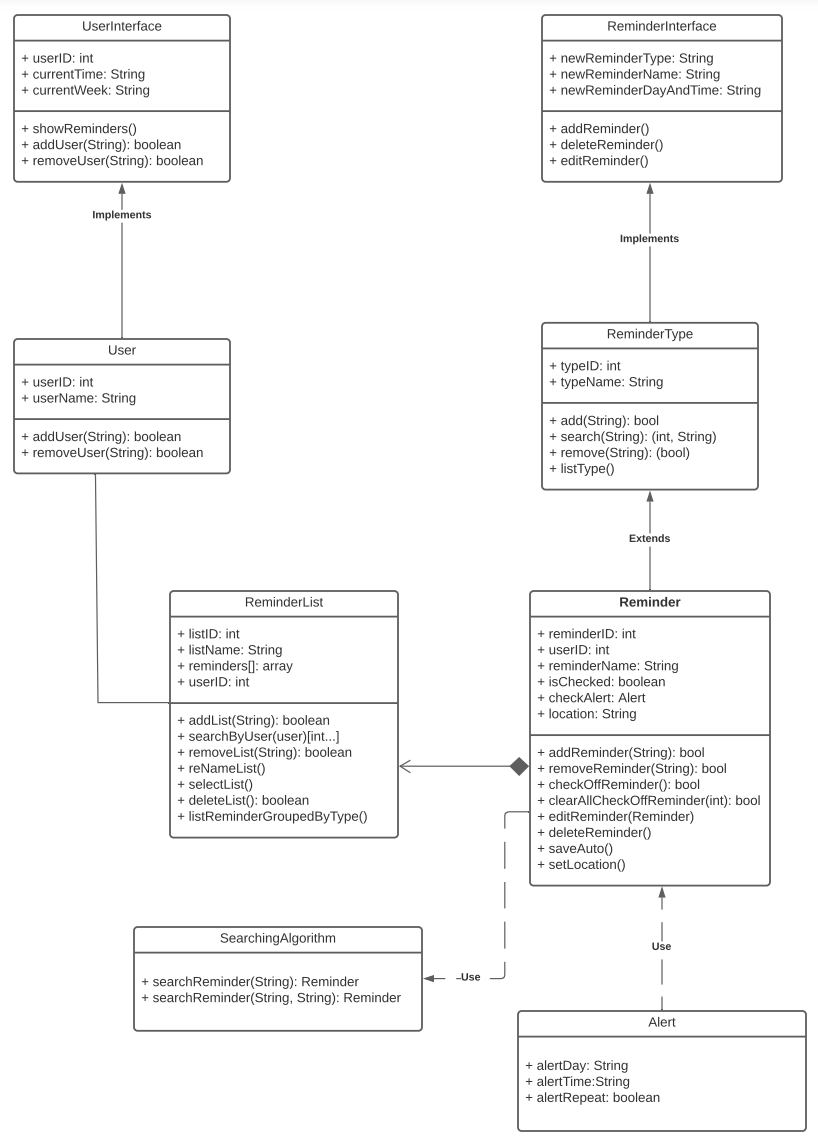 UserInterface
+ userID: int
+ currentTime: String
+ currentWeek: String
+ showReminders()
+ addUser(String): boolean
+ removeUser(String): boolean
ReminderInterface
+ newReminderType: String
+ newReminderName: String
+ newReminderDayAndTime: String
+ addReminder()
+ deleteReminder()
+ editReminder()
Implements
Implements
User
+ userID: int
+ userName: String
+ addUser(String): boolean
+ removeUser(String): boolean
ReminderType
+ typeID: int
+ typeName: String
+ add(String): bool
+ search(String): (int, String)
+ remove(String): (bool)
+ listType()
Extends
ReminderList
+ listID: int
+ listName: String
+ reminders[]: array
+ userID: int
+ addList(String): boolean
+ searchByUser(user)[int...]
+ removeList(String): boolean
+ reNameList()
+ selectList()
+ deleteList(): boolean
+ listReminderGroupedByType()
Reminder
+ reminderID: int
+ userID: int
+ reminderName: String
+ isChecked: boolean
+ checkAlert: Alert
+ location: String
+ addReminder(String): bool
+ removeReminder(String): bool
+ checkOffReminder(): bool
+ clearAllCheckOffReminder(int): bool
+ editReminder(Reminder)
+ deleteReminder()
+ saveAuto()
+ setLocation()
SearchingAlgorithm
+ searchReminder(String): Reminder
+ searchReminder(String, String): Reminder
Use
Use
Alert
+ alertDay: String
+ alertTime:String
+ alertRepeat: boolean